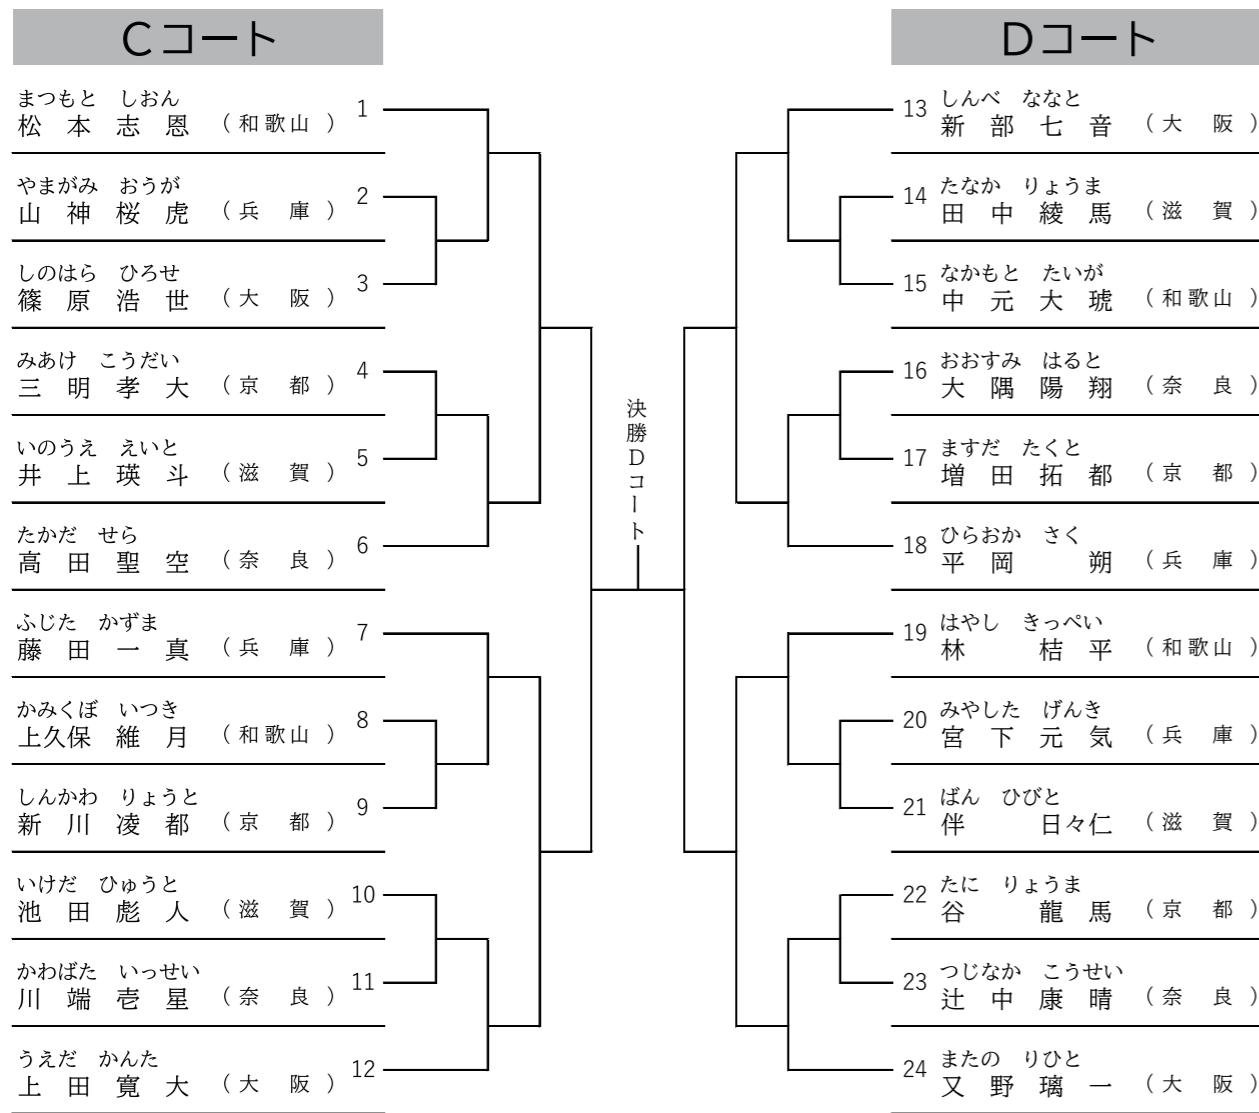 Cコート
まつもと しおん
1
松本志恩 (和歌山)
やまがみ おうが
2
山神桜虎 (兵庫)
しのはら ひろせ
3
篠原浩世 (大阪)
みあけ こうだい
4
三明孝大 (京都)
いのうえ えいと
5
井上瑛斗 (滋賀)
たかだ せら
6
高田聖空 (奈良)
ふじた かずま
7
藤田一真 (兵庫)
かみくぼ いつき
8
上久保維月 (和歌山)
しんかわ りょうと
9
新川凌都 (京都)
いけだ ひゅうと
10
池田彪人 (滋賀)
かわばた いっせい
11
川端壱星 (奈良)
うえだ かんた
12
上田寛大 (大阪)
決勝Dコート
Dコート
しんべ ななと
13
新部七音 (大阪)
たなか りょうま
14
田中綾馬 (滋賀)
なかもと たいが
15
中元大琥 (和歌山)
おおすみ はると
16
大隅陽翔 (奈良)
ますだ たくと
17
増田拓都 (京都)
ひらおか さく
18
平岡 朔 (兵庫)
はやし きっぺい
19
林 桔平 (和歌山)
みやした げんき
20
宮下元気 (兵庫)
ばん ひびと
21
伴 日々仁 (滋賀)
たに りょうま
22
谷 龍馬 (京都)
つじなか こうせい
23
辻中康晴 (奈良)
またの りひと
24
又野璃一 (大阪)